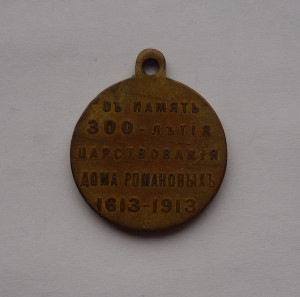 ВЪ ПАМЯТЬ
300-ЛѢТІЯ
ЦАРСТВОВАНІЯ
ДОМА РОМАНОВЫХЪ
1613-1913